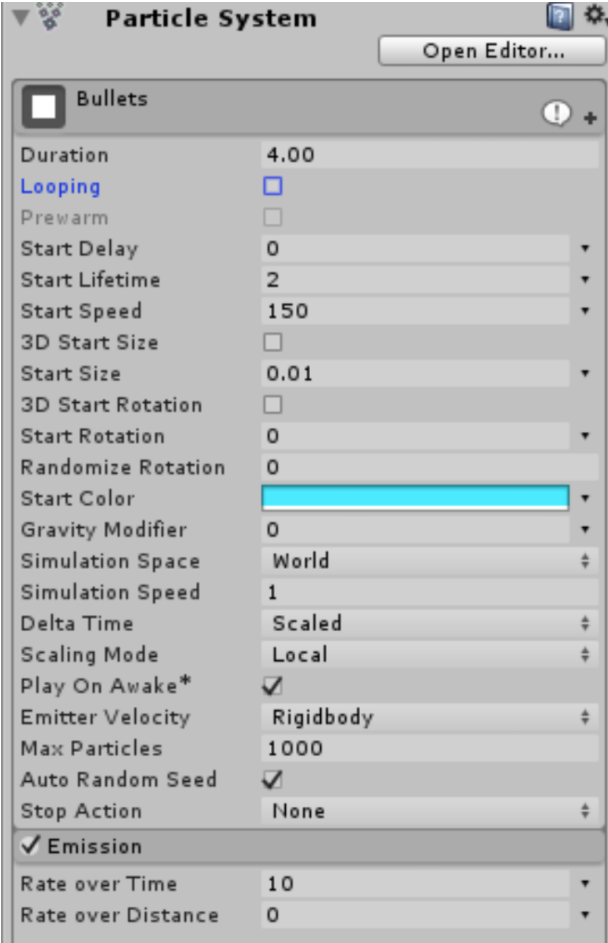 Particle System
Open Editor...
Bullets
Duration 4.00
Looping
Prewarm
Start Delay 0
Start Lifetime 2
Start Speed 150
3D Start Size
Start Size 0.01
3D Start Rotation
Start Rotation 0
Randomize Rotation 0
Start Color
Gravity Modifier 0
Simulation Space World
Simulation Speed 1
Delta Time Scaled
Scaling Mode Local
Play On Awake*
Emitter Velocity Rigidbody
Max Particles 1000
Auto Random Seed
Stop Action None
Emission
Rate over Time 10
Rate over Distance 0